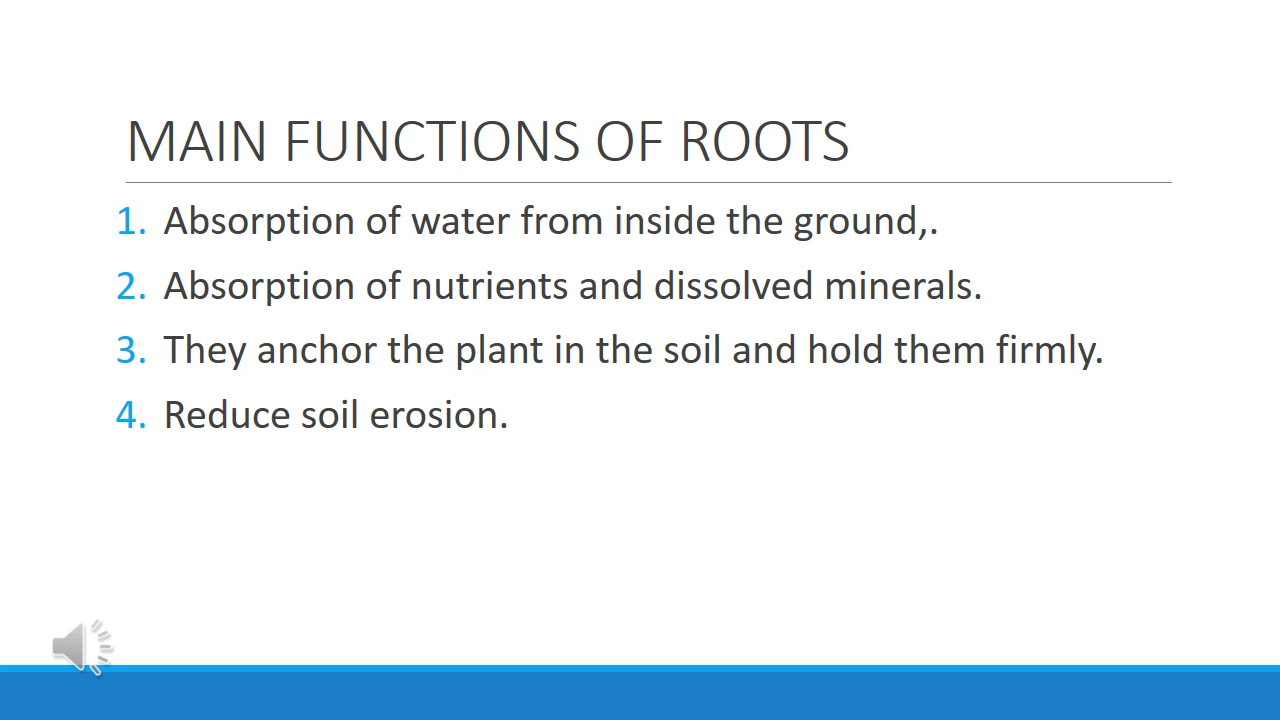 MAIN FUNCTIONS OF ROOTS
1. Absorption of water from inside the ground,.
2. Absorption of nutrients and dissolved minerals.
3. They anchor the plant in the soil and hold them firmly.
4. Reduce soil erosion.